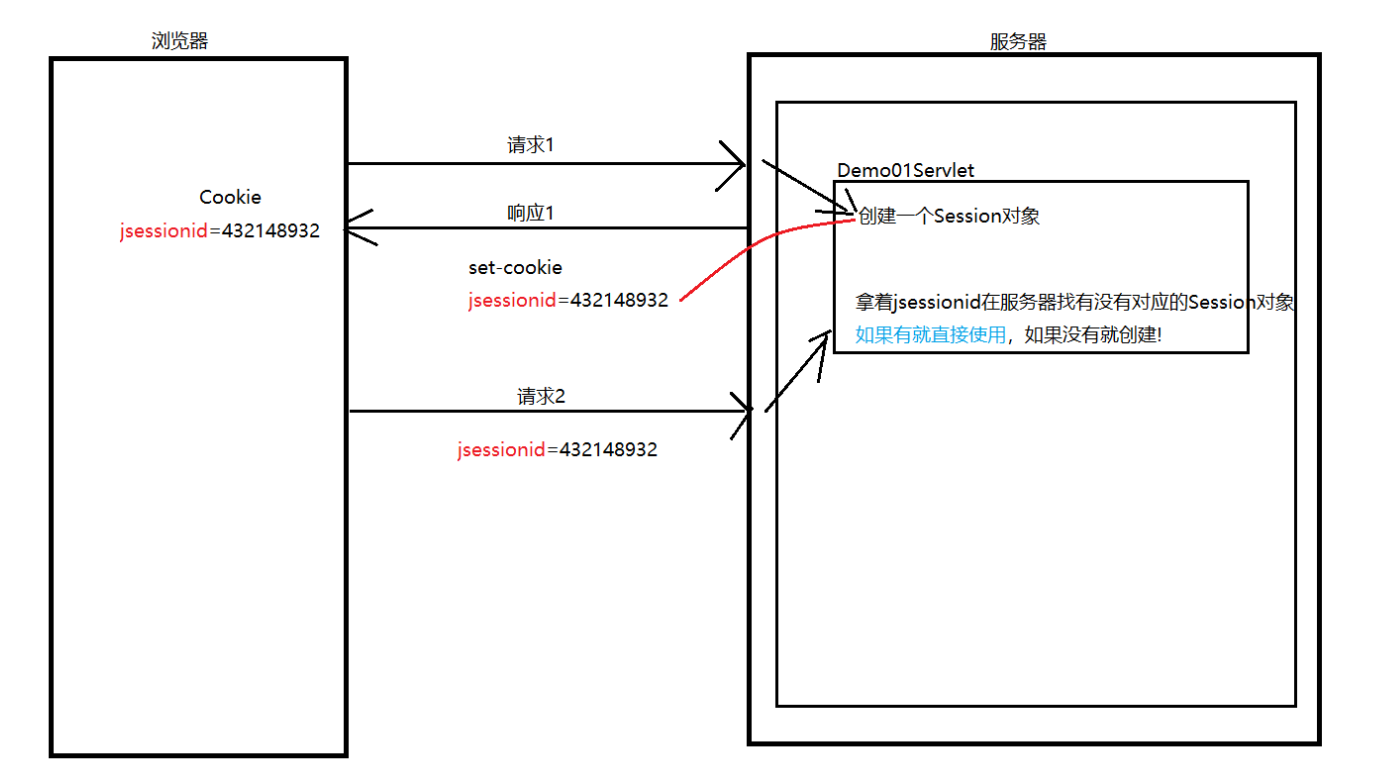 浏览器
服务器
请求1
Demo01Servlet
Cookie
jsessionid=432148932
响应1
创建一个Session对象
set-cookie
jsessionid=432148932
拿着jsessionid在服务器找有没有对应的Session对象
如果有就直接使用，如果没有就创建!
请求2
jsessionid=432148932